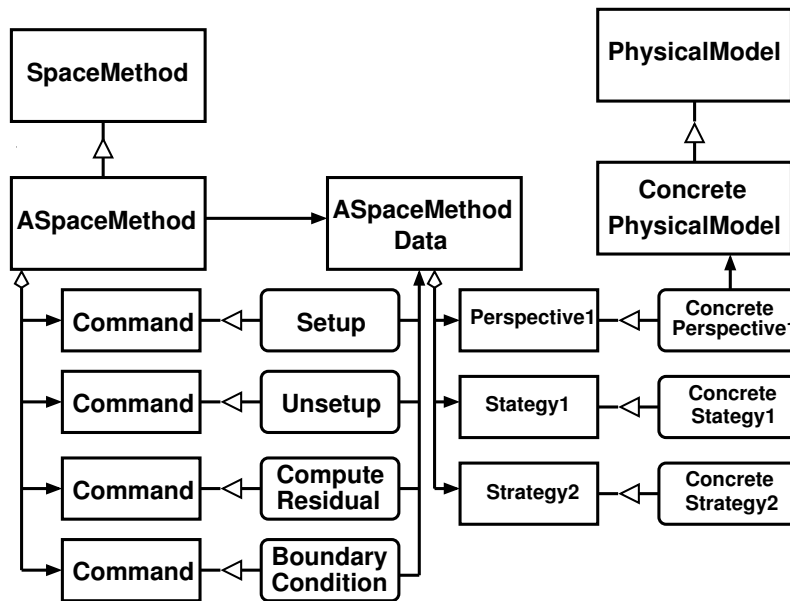 SpaceMethod
PhysicalModel
ASpaceMethod
ASpaceMethod
Data
Concrete
PhysicalModel
Command
Setup
Perspective1
Concrete
Perspective1
Command
Unsetup
Stategy1
Concrete
Stategy1
Command
Compute
Residual
Strategy2
Concrete
Strategy2
Command
Boundary
Condition